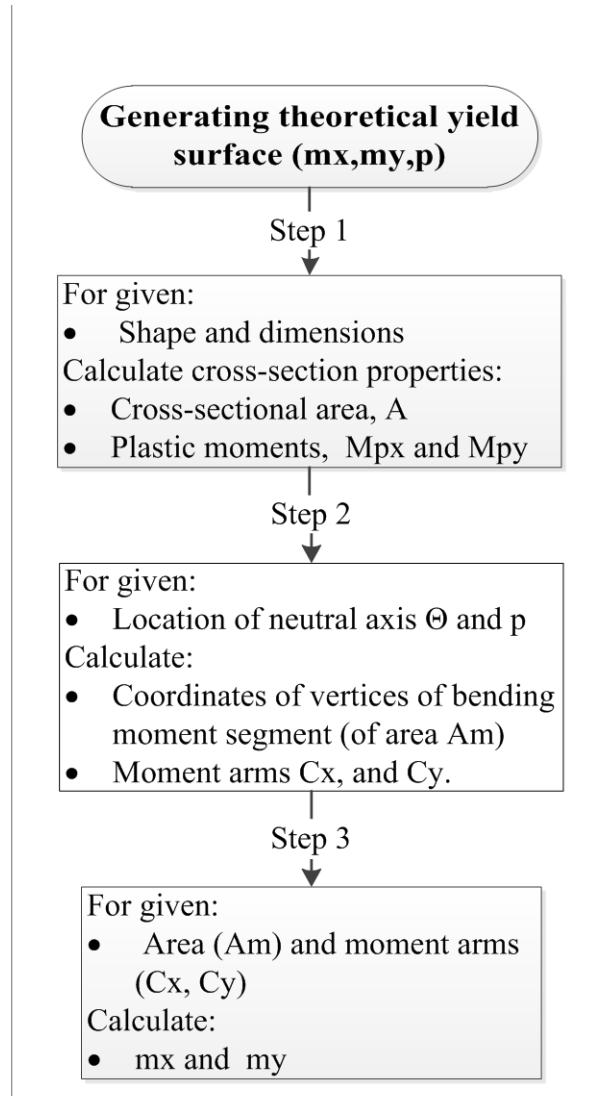 Generating theoretical yield
surface (mx,my,p)
Step 1
For given:
• Shape and dimensions
Calculate cross-section properties:
• Cross-sectional area, A
• Plastic moments, Mpx and Mpy
Step 2
For given:
• Location of neutral axis Θ and p
Calculate:
• Coordinates of vertices of bending
moment segment (of area Am)
• Moment arms Cx, and Cy.
Step 3
For given:
• Area (Am) and moment arms
(Cx, Cy)
Calculate:
• mx and my